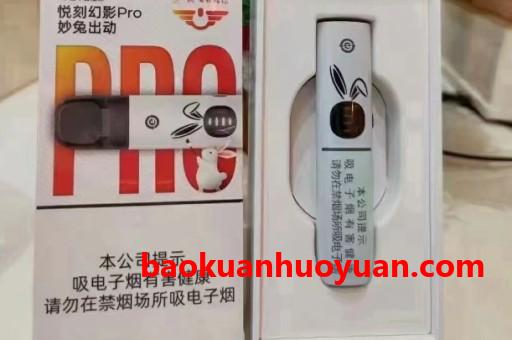 悦刻幻影Pro
妙兔出动
PRO
本公司提示
吸电子烟有害健康
请勿在禁烟场所吸电子烟
本公司提示
吸电子烟有害健
请勿在禁烟场所吸电子
baokuanhuoyuan.com